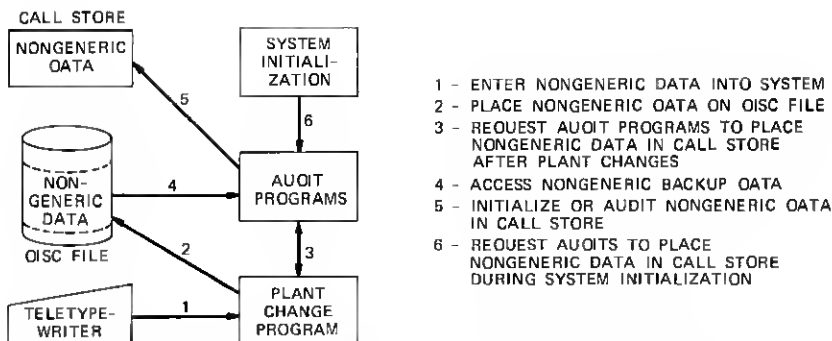 CALL STORE
NONGENERIC
OATA
SYSTEM
INITIALI-
ZATION
5
6
NON-
GENERIC
DATA
4
AUOIT
PROGRAMS
OISC FILE
2
3
TELETYPE-
WRITER
1
PLANT
CHANGE
PROGRAM
1 - ENTER NONGENERIC DATA INTO SYSTEM
2 - PLACE NONGENERIC OATA ON OISC FILE
3 - REQUEST AUOIT PROGRAMS TO PLACE
NONGENERIC DATA IN CALL STORE
AFTER PLANT CHANGES
4 - ACCESS NONGENERIC BACKUP DATA
5 - INITIALIZE OR AUDIT NONGENERIC OATA
IN CALL STORE
6 - REQUEST AUOITS TO PLACE
NONGENERIC DATA IN CALL STORE
DURING SYSTEM INITIALIZATION